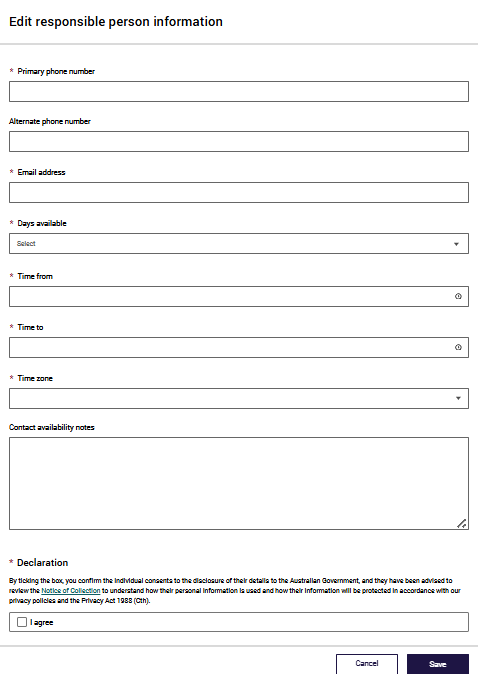 Edit responsible person information
* Primary phone number
Alternate phone number
* Email address
* Days available
Select
* Time from
* Time to
* Time zone
Contact availability notes
* Declaration
By ticking the box, you confirm the individual consents to the disclosure of their details to the Australian Government, and they have been advised to
review the Notice of Collection to understand how their personal information is used and how their information will be protected in accordance with our
privacy policies and the Privacy Act 1988 (Cth).
I agree
Cancel Save